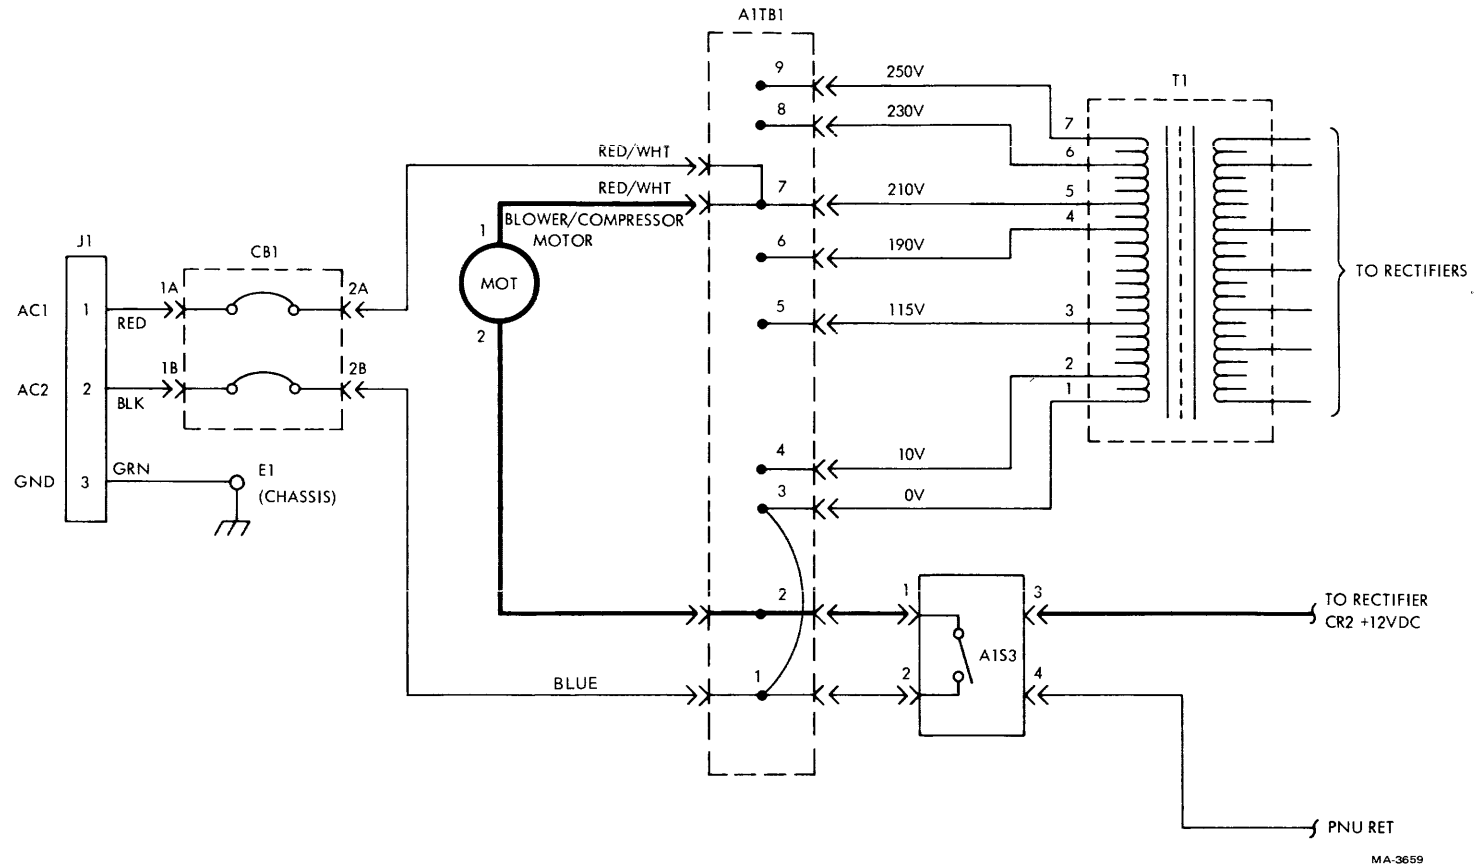 A1TB1
9
250V
T1
8
230V
7
RED/WHT
6
RED/WHT
7
210V
5
BLOWER/COMPRESSOR
MOTOR
4
1
6
190V
J1
CB1
MOT
TO RECTIFIERS
1A
2A
AC1
1
RED
5
115V
3
2
1B
2B
2
AC2
2
BLK
1
4
10V
GND
3
GRN
E1
(CHASSIS)
3
0V
2
1
3
TO RECTIFIER
CR2 +12VDC
A1S3
BLUE
1
2
4
PNU RET
MA-3659